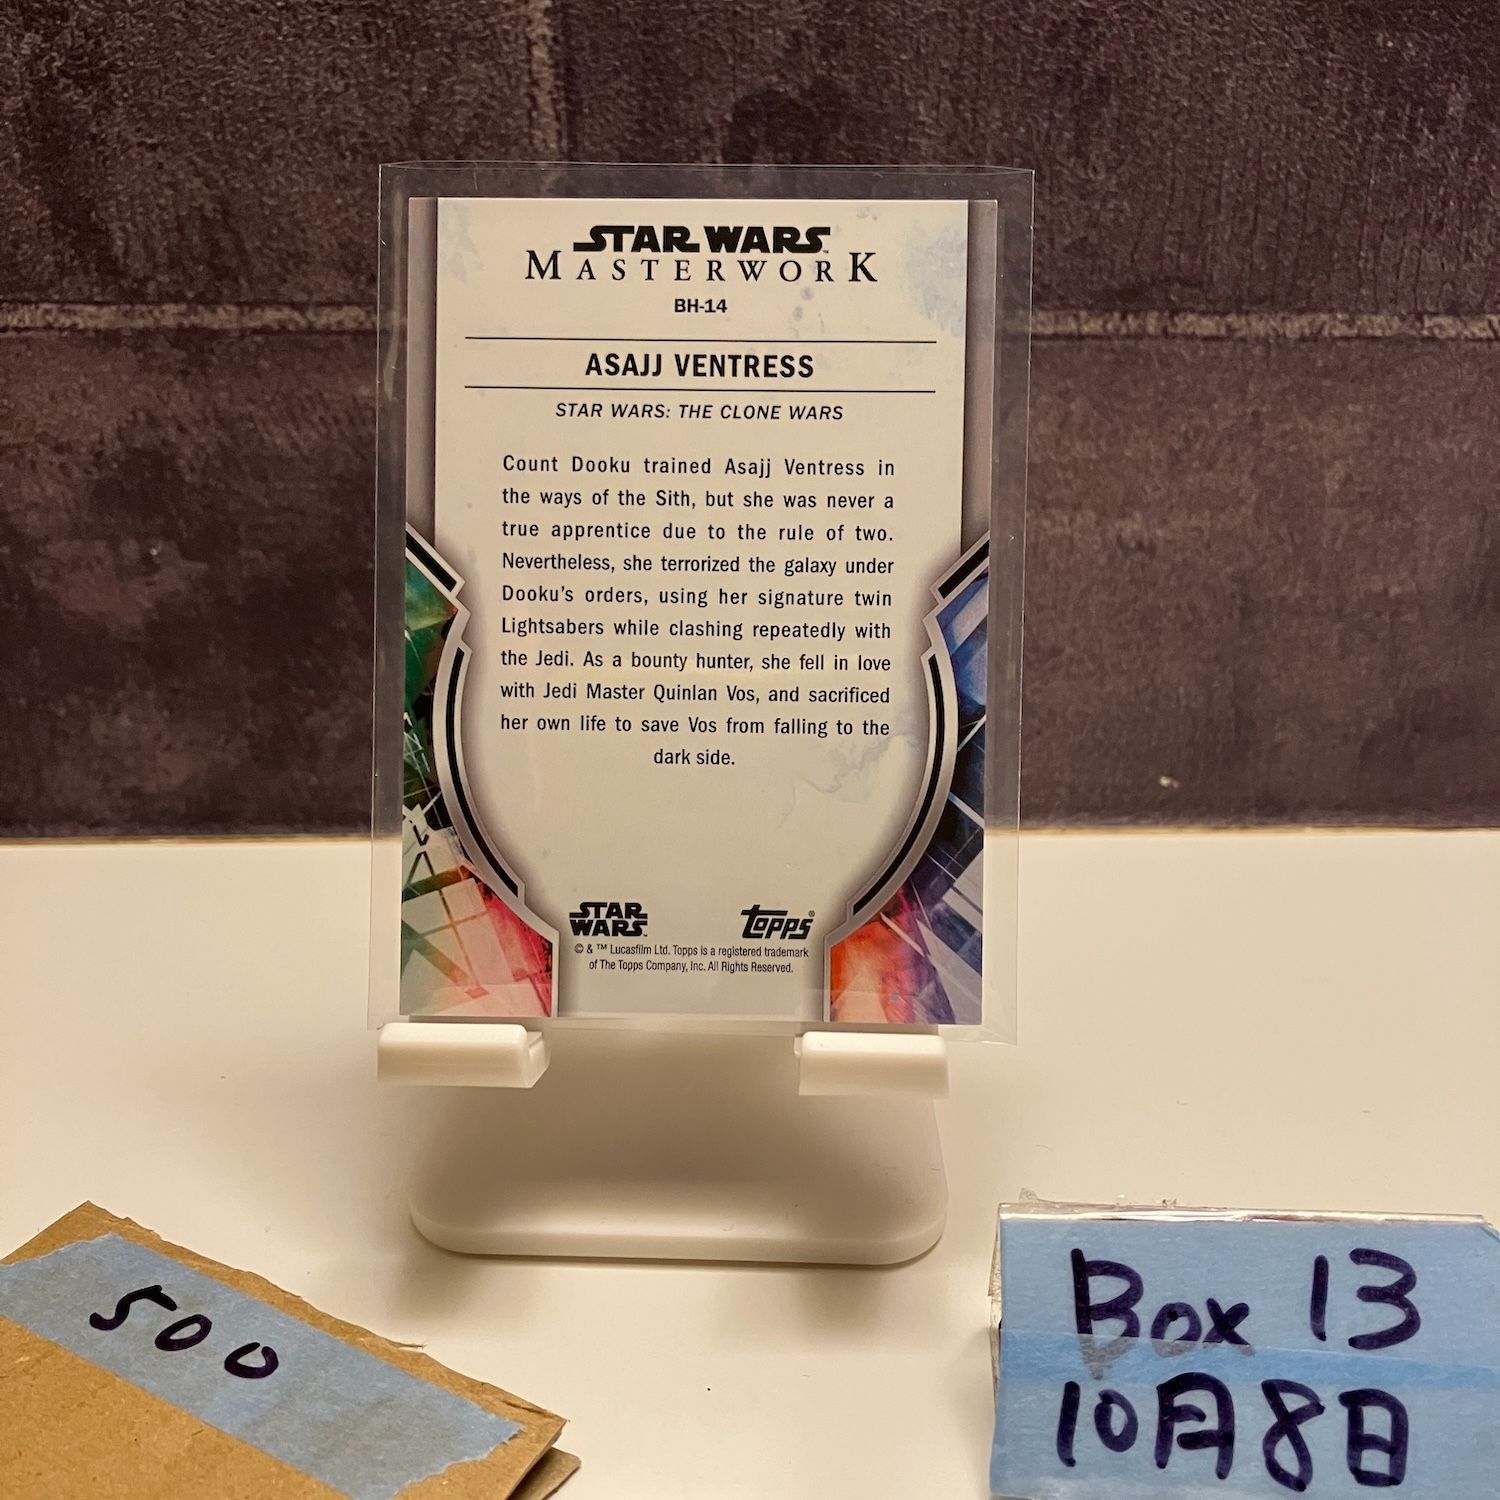 STAR WARS
MASTERWORK
BH-14
ASAJJ VENTRESS
STAR WARS: THE CLONE WARS
Count Dooku trained Asajj Ventress in
the ways of the Sith, but she was never a
true apprentice due to the rule of two.
Nevertheless, she terrorized the galaxy under
Dooku's orders, using her signature twin
Lightsabers while clashing repeatedly with
the Jedi. As a bounty hunter, she fell in love
with Jedi Master Quinlan Vos, and sacrificed
her own life to save Vos from falling to the
dark side.
STAR
WARS
Topps®
© & ™ Lucasfilm Ltd. Topps is a registered trademark
of The Topps Company, Inc. All Rights Reserved.
500
Box 13
10月8日